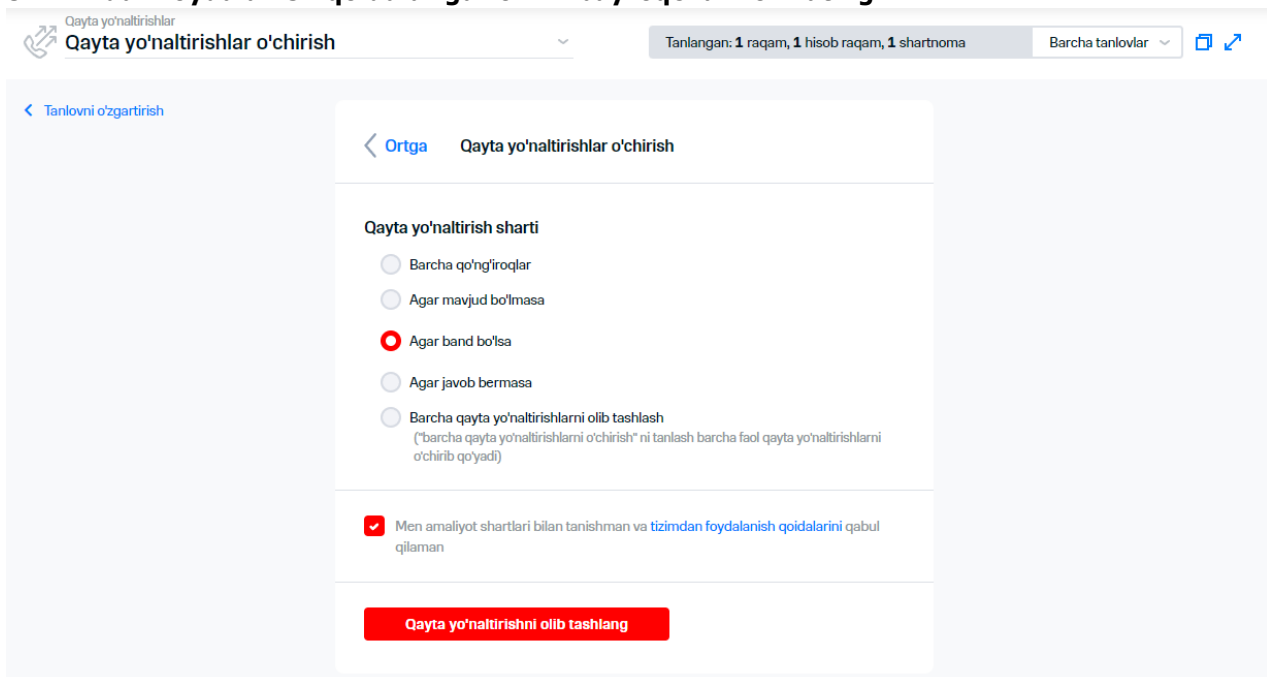 Qayta yo'naltirishlar
Qayta yo'naltirishlar o'chirish
Tanlangan: 1 raqam, 1 hisob raqam, 1 shartnoma
Barcha tanlovlar
Tanlovni o'zgartirish
Ortga
Qayta yo'naltirishlar o'chirish
Qayta yo'naltirish sharti
Barcha qo'ng'iroqlar
Agar mavjud bo'lmasa
Agar band bo'lsa
Agar javob bermasa
Barcha qayta yo'naltirishlarni olib tashlash
("barcha qayta yo'naltirishlarni o'chirish" ni tanlash barcha faol qayta yo'naltirishlarni
o'chirib qo'yadi)
Men amaliyot shartlari bilan tanishman va tizimdan foydalanish qoidalarini qabul
qilaman
Qayta yo'naltirishni olib tashlang